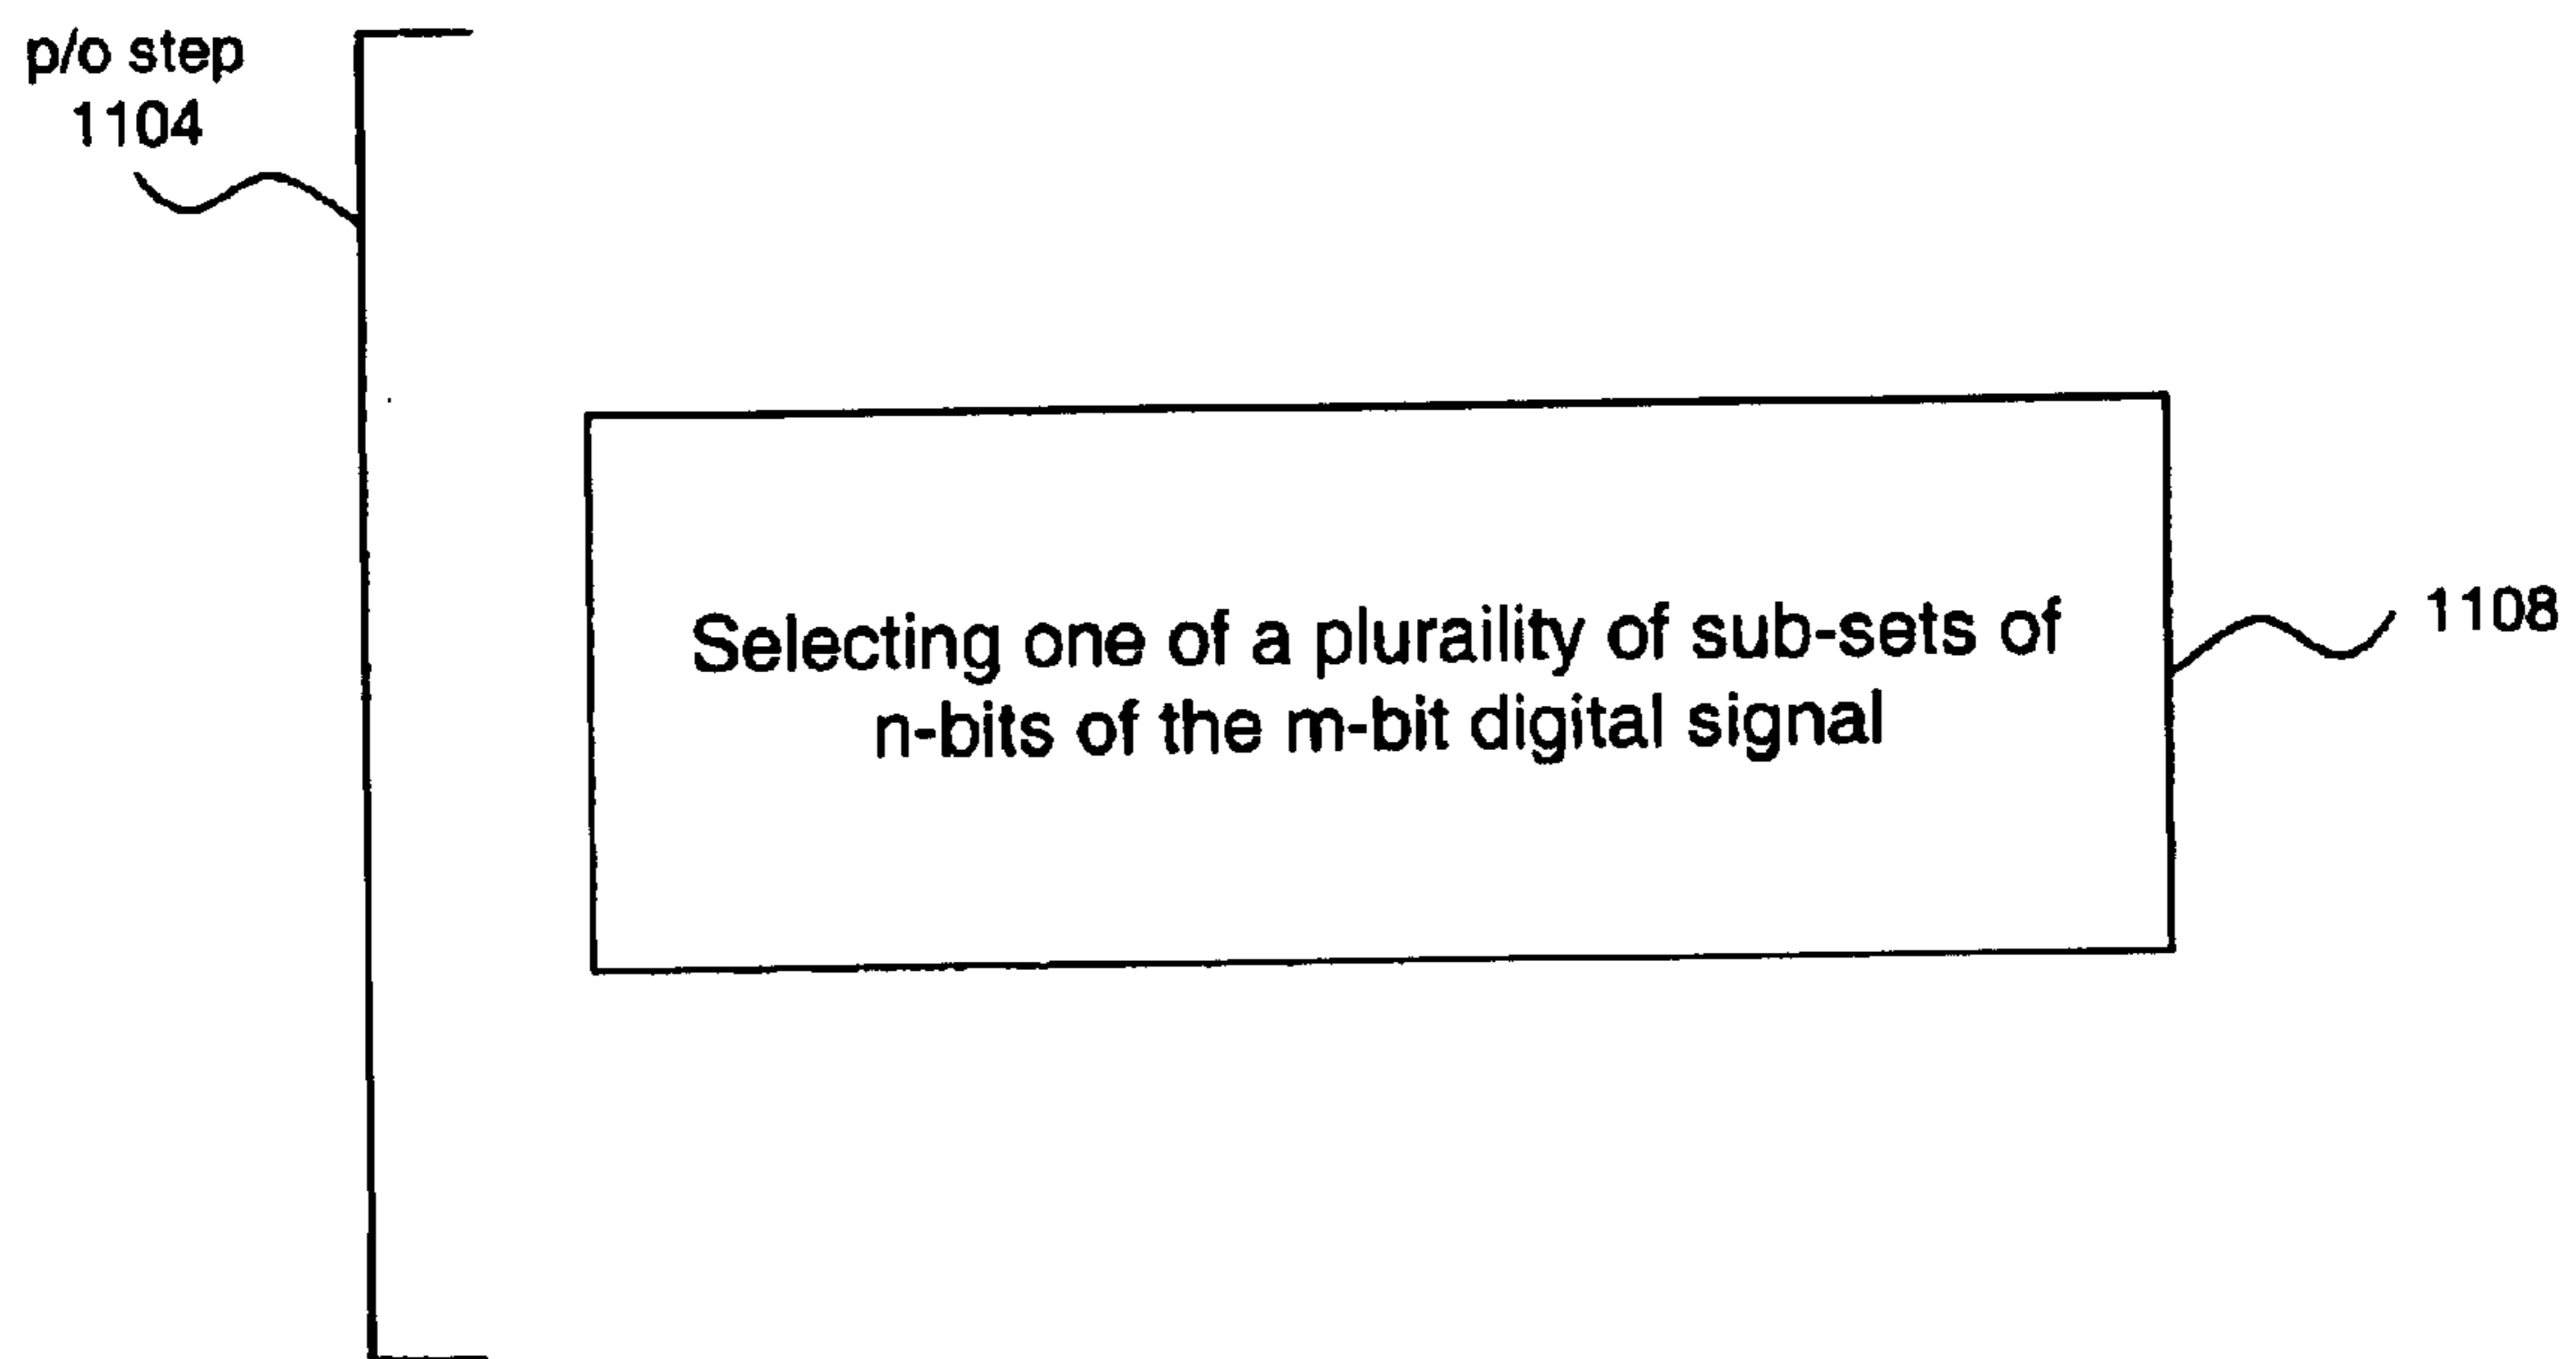 p/o step
1104
Selecting one of a pluraility of sub-sets of
n-bits of the m-bit digital signal
1108